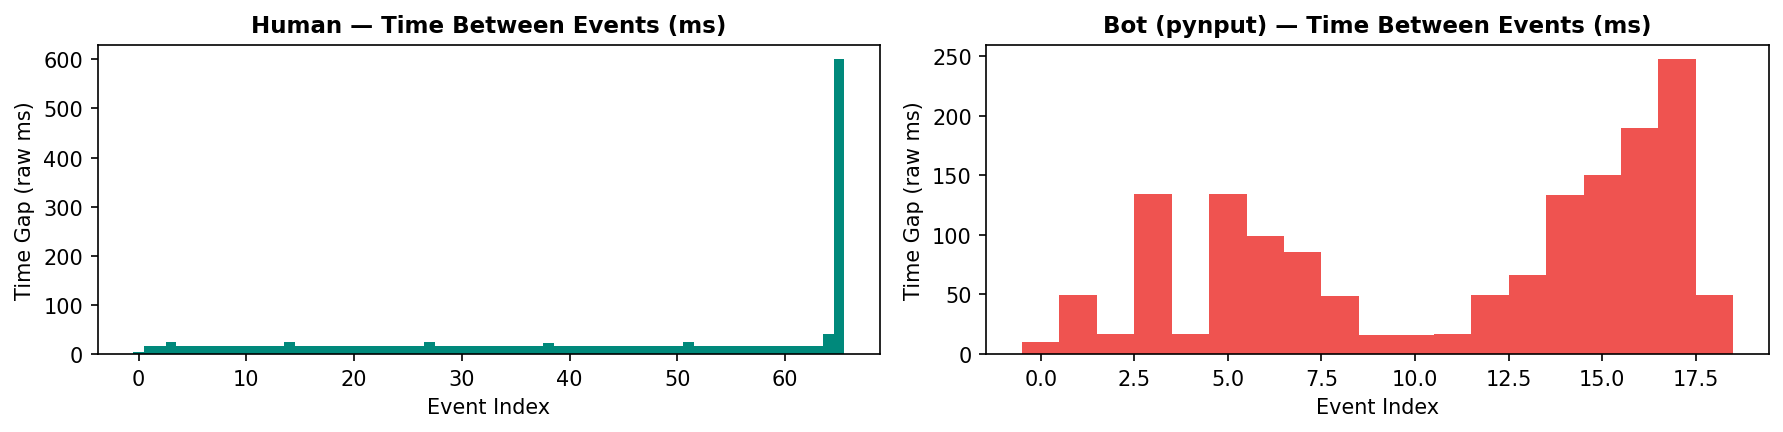 Human — Time Between Events (ms)
Time Gap (raw ms)
600
500
400
300
200
100
0
0 10 20 30 40 50 60
Event Index
Bot (pynput) — Time Between Events (ms)
Time Gap (raw ms)
250
200
150
100
50
0
0.0 2.5 5.0 7.5 10.0 12.5 15.0 17.5
Event Index